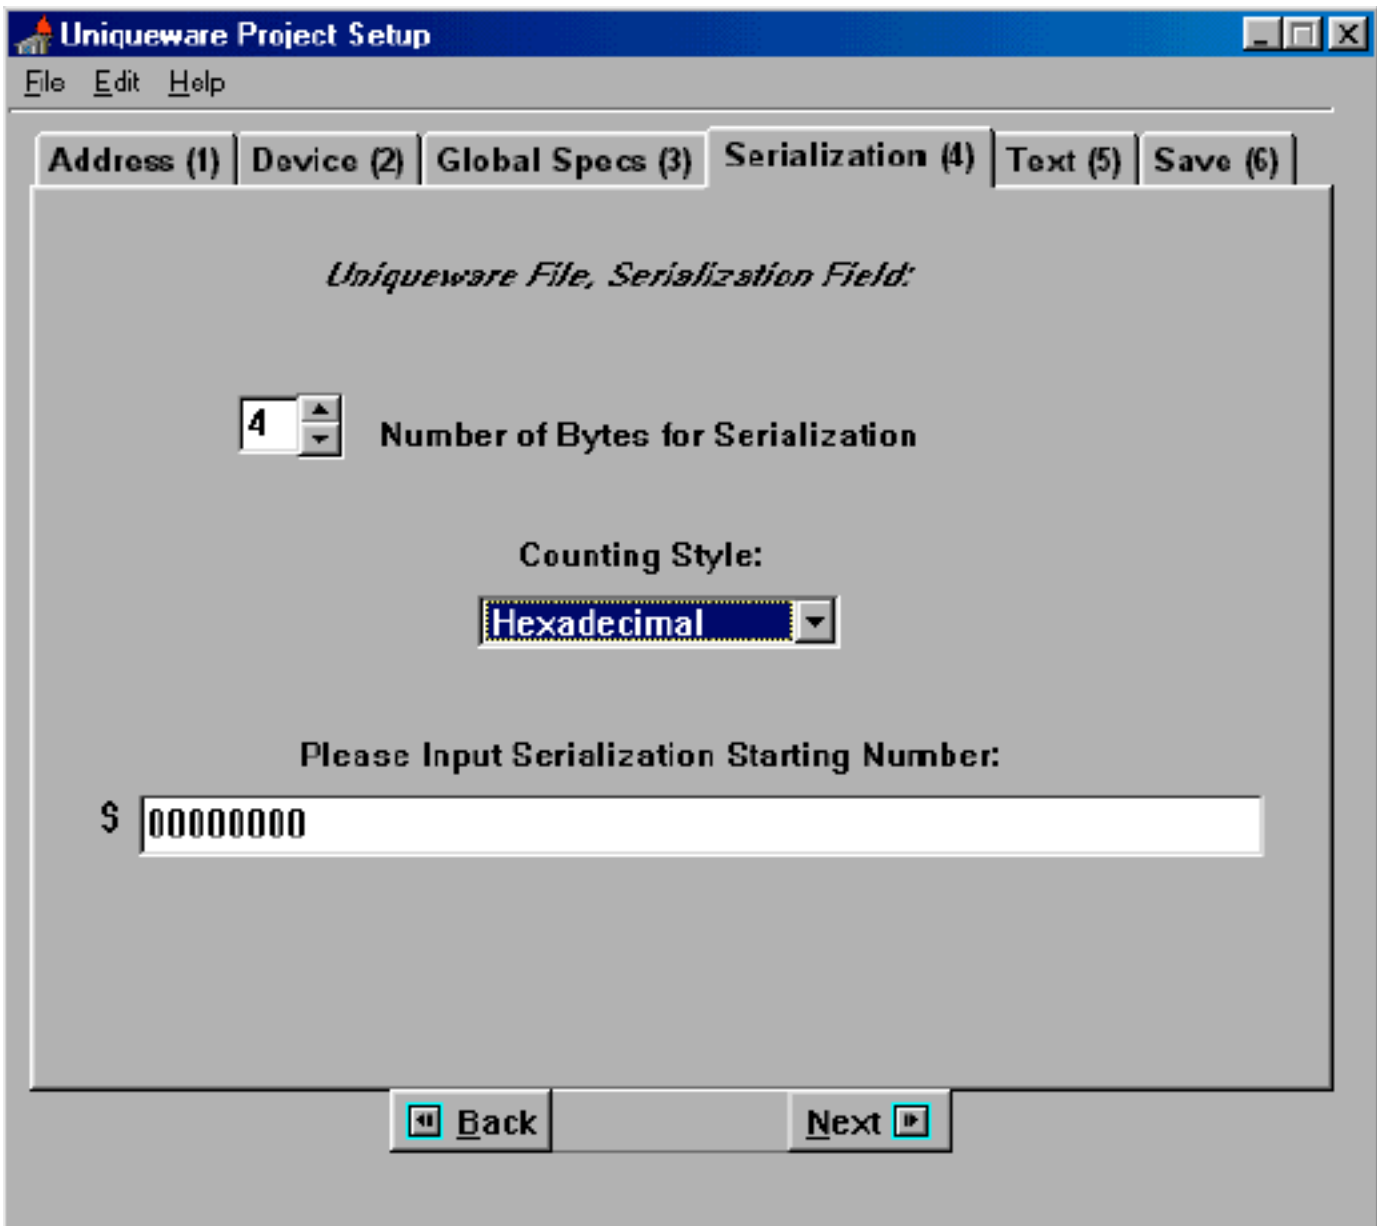 Uniqueware Project Setup
File Edit Help
Address (1) Device (2) Global Specs (3) Serialization (4) Text (5) Save (6)
Uniqueware File, Serialization Field:
4 Number of Bytes for Serialization
Counting Style:
Hexadecimal
Please Input Serialization Starting Number:
$ 00000000
Back Next